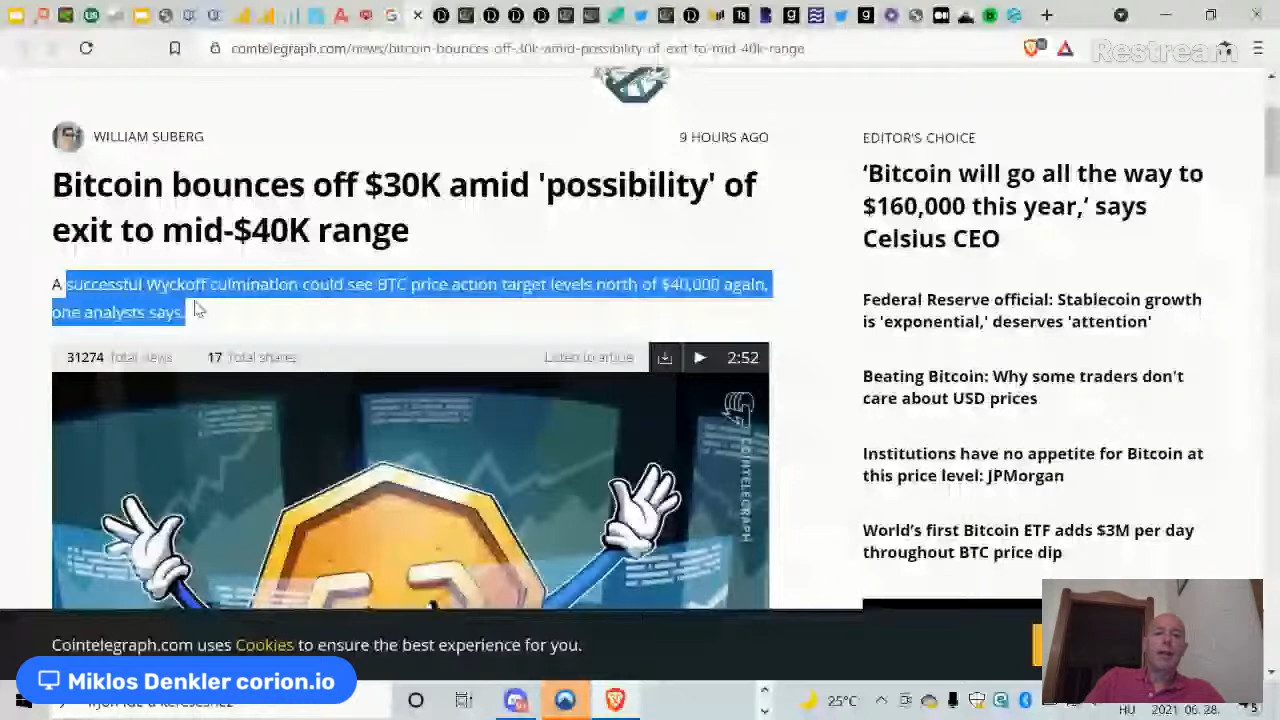 cointelegraph.com/news/bitcoin-bounces-off-30k-amid-possibility-of-exit-to-mid-40k-range
Restream
WILLIAM SUBERG
9 HOURS AGO
Bitcoin bounces off $30K amid 'possibility' of
exit to mid-$40K range
A successful Wyckoff culmination could see BTC price action target levels north of $40,000 again,
one analysts says.
31274 Total views
17 Total shares
Listen to article
2:52
COINTELEGRAPH
EDITOR'S CHOICE
‘Bitcoin will go all the way to
$160,000 this year,‘ says
Celsius CEO
Federal Reserve official: Stablecoin growth
is 'exponential,' deserves 'attention'
Beating Bitcoin: Why some traders don't
care about USD prices
Institutions have no appetite for Bitcoin at
this price level: JPMorgan
World’s first Bitcoin ETF adds $3M per day
throughout BTC price dip
Cointelegraph.com uses Cookies to ensure the best experience for you.
Miklos Denkler corion.io
25°C
HU
2021. 06. 28.